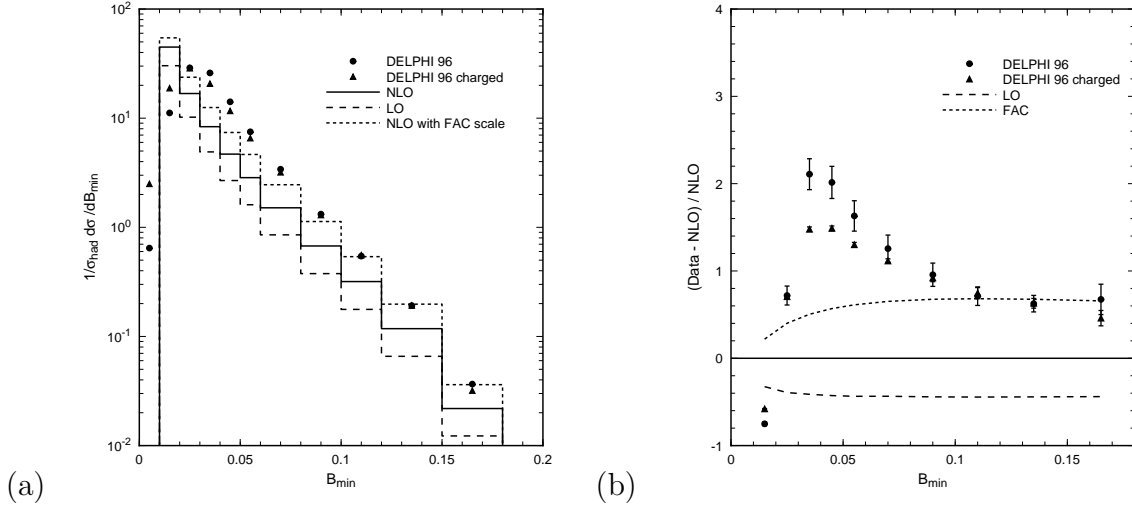 10^2
10^1
10^0
10^-1
10^-2
1/σ_had dσ/dB_min
0 0.05 0.1 0.15 0.2
B_min
DELPHI 96
DELPHI 96 charged
NLO
LO
NLO with FAC scale
(a)
4
3
2
1
0
-1
(Data - NLO) / NLO
0 0.05 0.1 0.15
B_min
DELPHI 96
DELPHI 96 charged
LO
FAC
(b)